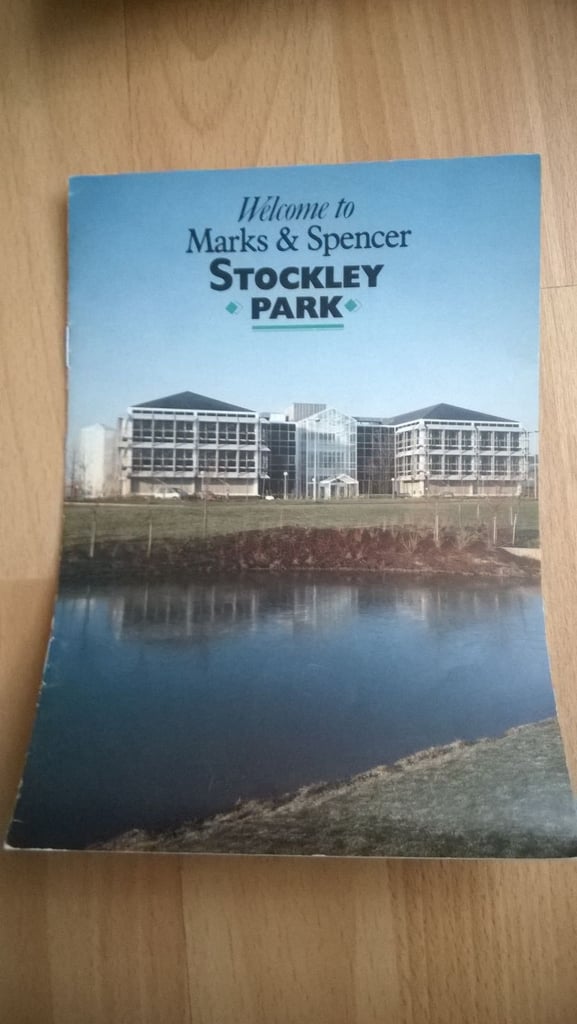 Welcome to
Marks & Spencer
STOCKLEY
PARK